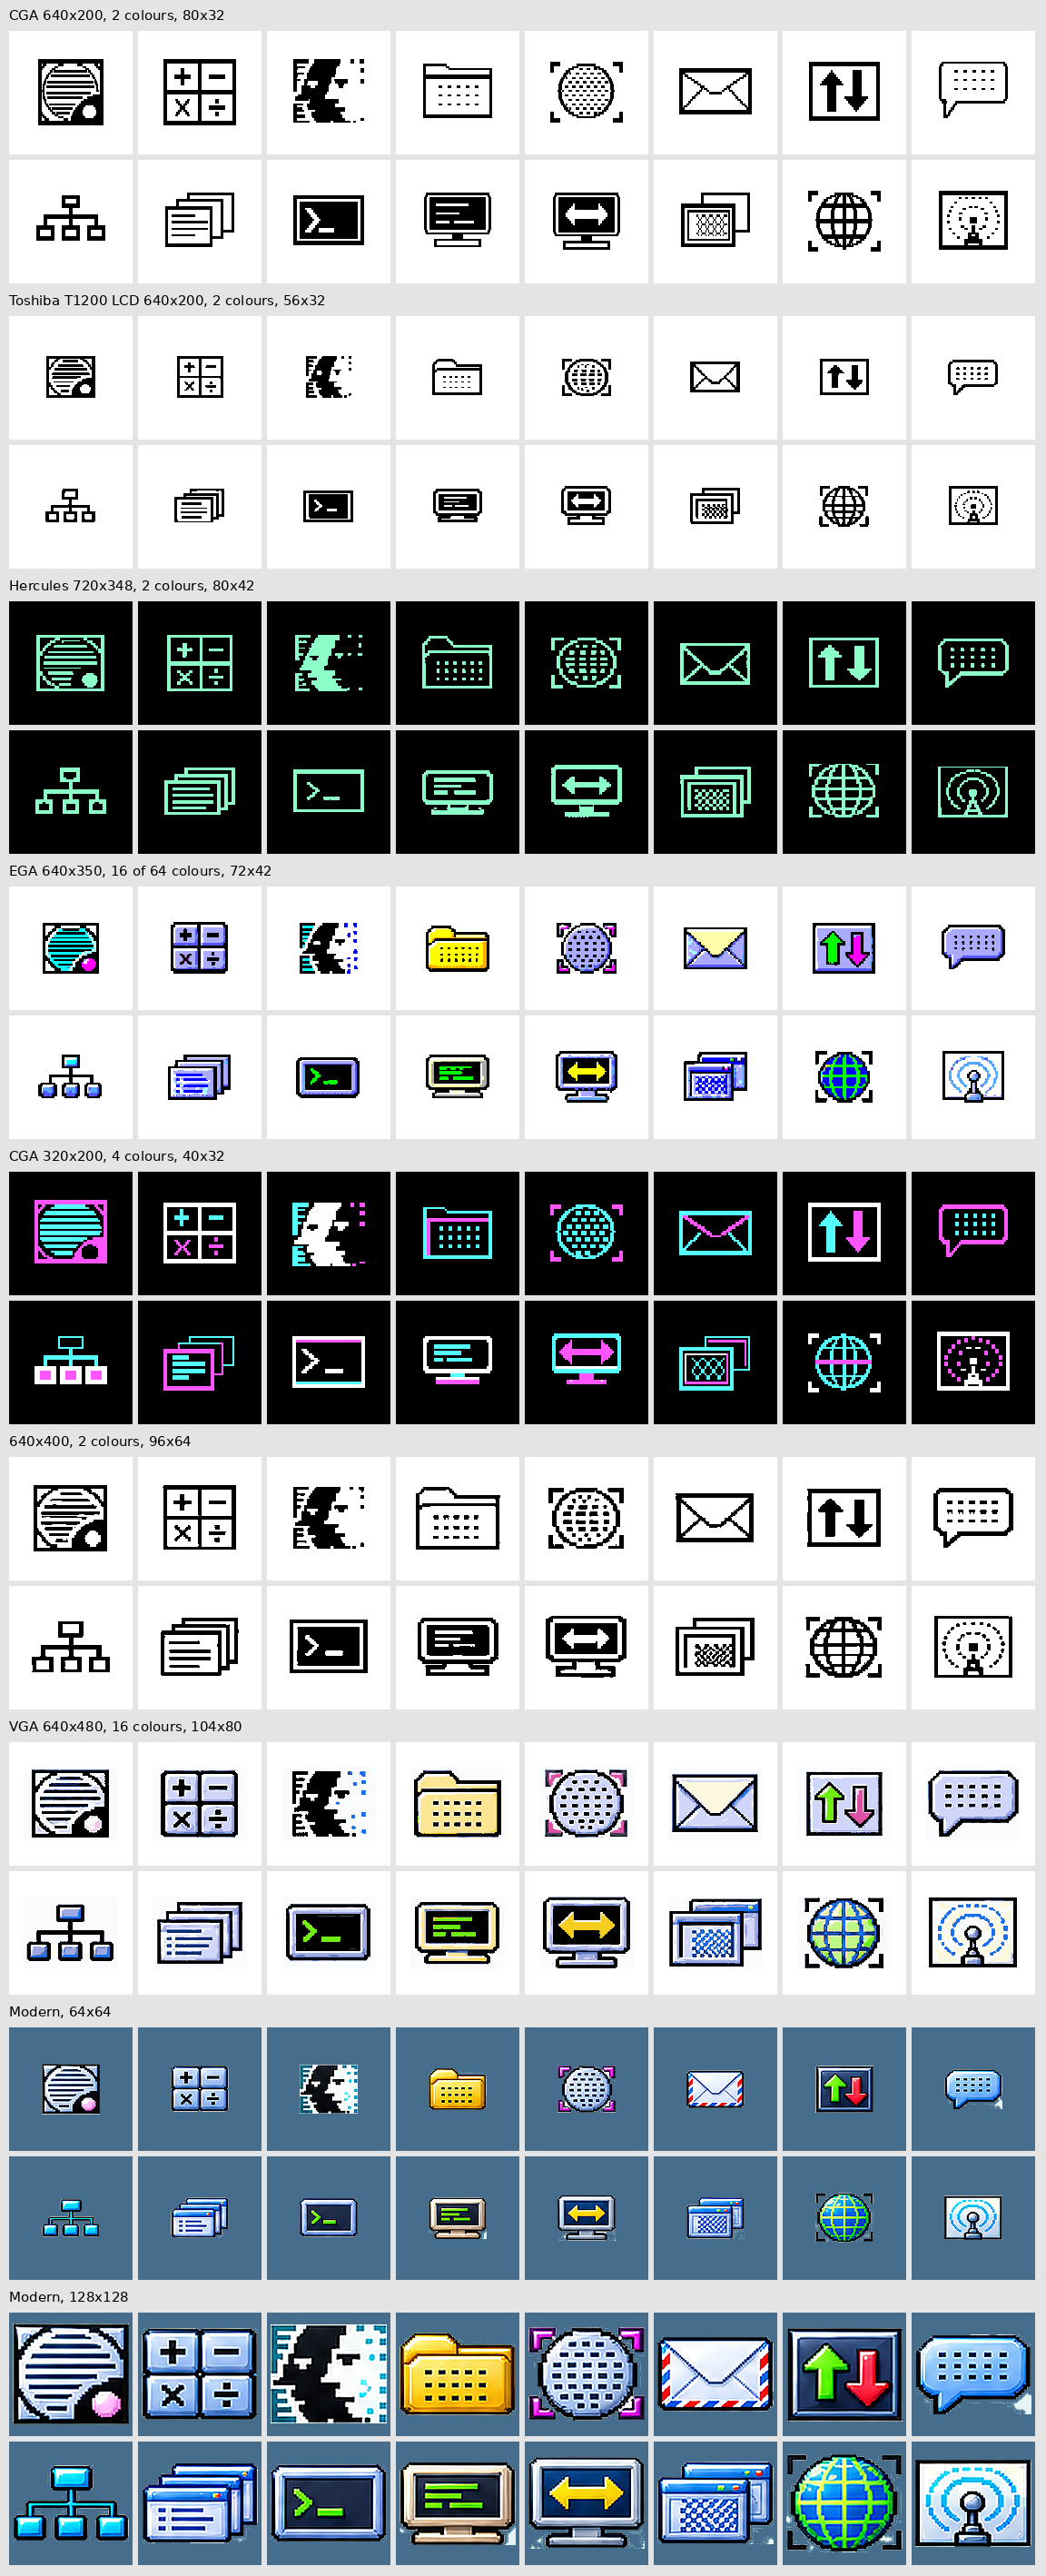 CGA 640x200, 2 colours, 80x32
Toshiba T1200 LCD 640x200, 2 colours, 56x32
Hercules 720x348, 2 colours, 80x42
EGA 640x350, 16 of 64 colours, 72x42
CGA 320x200, 4 colours, 40x32
640x400, 2 colours, 96x64
VGA 640x480, 16 colours, 104x80
Modern, 64x64
Modern, 128x128